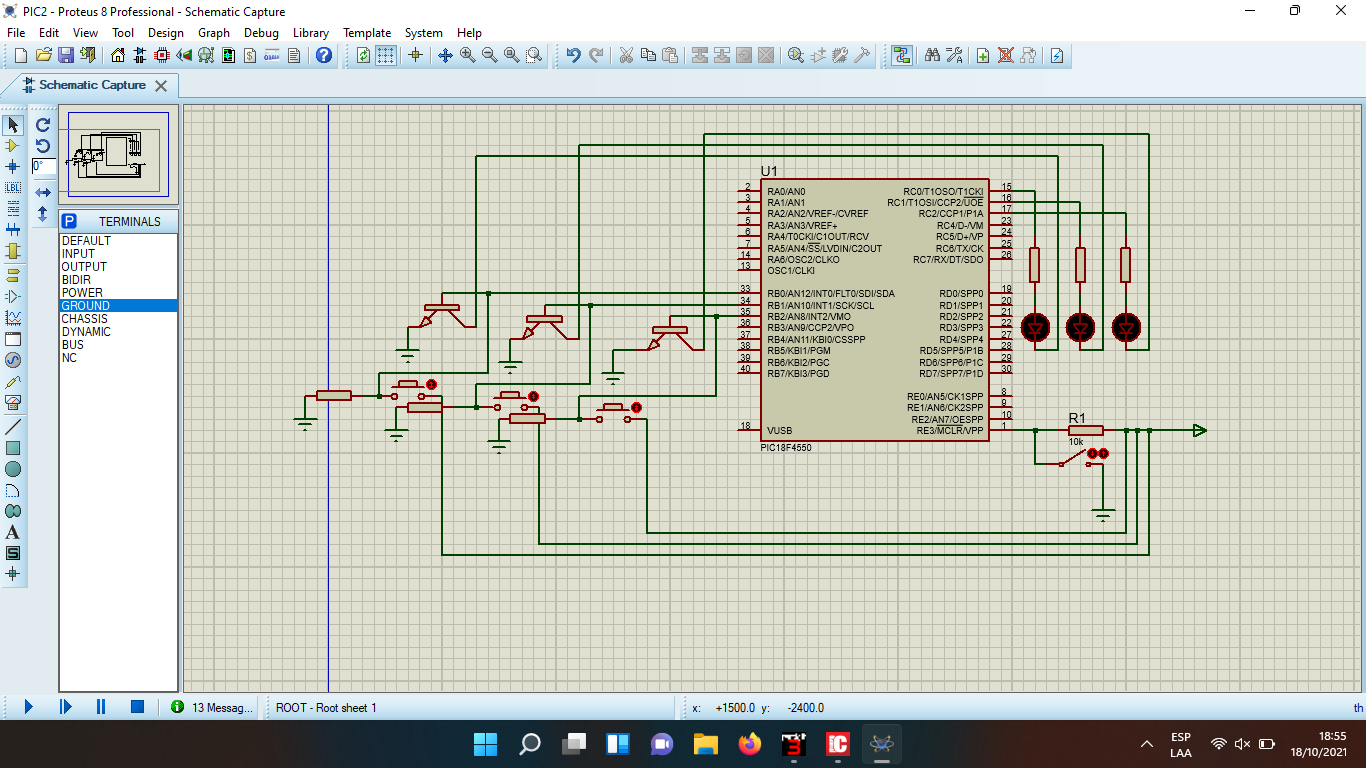 PIC2 - Proteus 8 Professional - Schematic Capture
File Edit View Tool Design Graph Debug Library Template System Help
Schematic Capture
0°
LBL
P TERMINALS
DEFAULT
INPUT
OUTPUT
BIDIR
POWER
GROUND
CHASSIS
DYNAMIC
BUS
NC
A
S
U1
2 RA0/AN0 RC0/T1OSO/T1CKI 15
3 RA1/AN1 RC1/T1OSI/CCP2/UOE 16
4 RA2/AN2/VREF-/CVREF RC2/CCP1/P1A 17
5 RA3/AN3/VREF+ RC4/D-/VM 23
6 RA4/T0CKI/C1OUT/RCV RC5/D+/VP 24
7 RA5/AN4/SS/LVDIN/C2OUT RC6/TX/CK 25
14 RA6/OSC2/CLKO RC7/RX/DT/SDO 26
13 OSC1/CLKI
33 RB0/AN12/INT0/FLT0/SDI/SDA RD0/SPP0 19
34 RB1/AN10/INT1/SCK/SCL RD1/SPP1 20
35 RB2/AN8/INT2/VMO RD2/SPP2 21
36 RB3/AN9/CCP2/VPO RD3/SPP3 22
37 RB4/AN11/KBI0/CSSPP RD4/SPP4 27
38 RB5/KBI1/PGM RD5/SPP5/P1B 28
39 RB6/KBI2/PGC RD6/SPP6/P1C 29
40 RB7/KBI3/PGD RD7/SPP7/P1D 30
RE0/AN5/CK1SPP 8
RE1/AN6/CK2SPP 9
RE2/AN7/OESPP 10
18 VUSB RE3/MCLR/VPP 1
PIC18F4550
R1
10k
13 Messag... ROOT - Root sheet 1 x: +1500.0 y: -2400.0 th
ESP
LAA
18:55
18/10/2021